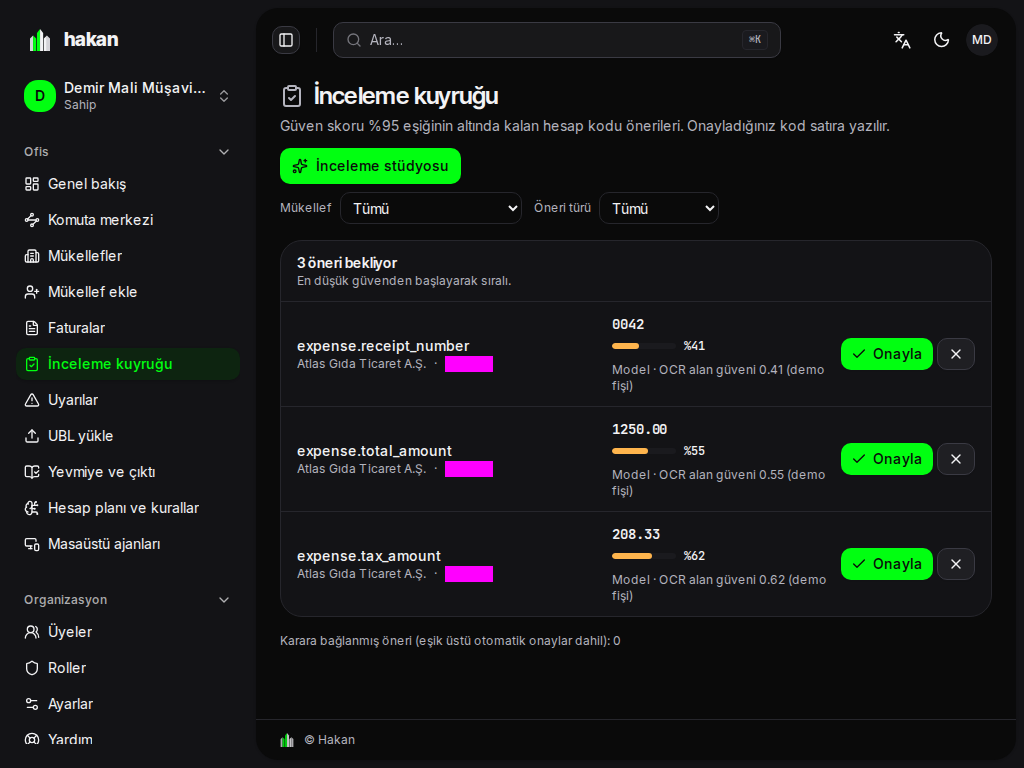 hakan
Demir Mali Müşavi...
Sahip
Ofis
Genel bakış
Komuta merkezi
Mükellefler
Mükellef ekle
Faturalar
İnceleme kuyruğu
Uyarılar
UBL yükle
Yevmiye ve çıktı
Hesap planı ve kurallar
Masaüstü ajanları
Organizasyon
Üyeler
Roller
Ayarlar
Yardım
Ara...
⌘K
MD
İnceleme kuyruğu
Güven skoru %95 eşiğinin altında kalan hesap kodu önerileri. Onayladığınız kod satıra yazılır.
İnceleme stüdyosu
Mükellef Tümü Öneri türü Tümü
3 öneri bekliyor
En düşük güvenden başlayarak sıralı.
expense.receipt_number
Atlas Gıda Ticaret A.Ş. ·
0042
%41
Model · OCR alan güveni 0.41 (demo
fişi)
Onayla
expense.total_amount
Atlas Gıda Ticaret A.Ş. ·
1250.00
%55
Model · OCR alan güveni 0.55 (demo
fişi)
Onayla
expense.tax_amount
Atlas Gıda Ticaret A.Ş. ·
208.33
%62
Model · OCR alan güveni 0.62 (demo
fişi)
Onayla
Karara bağlanmış öneri (eşik üstü otomatik onaylar dahil): 0
© Hakan